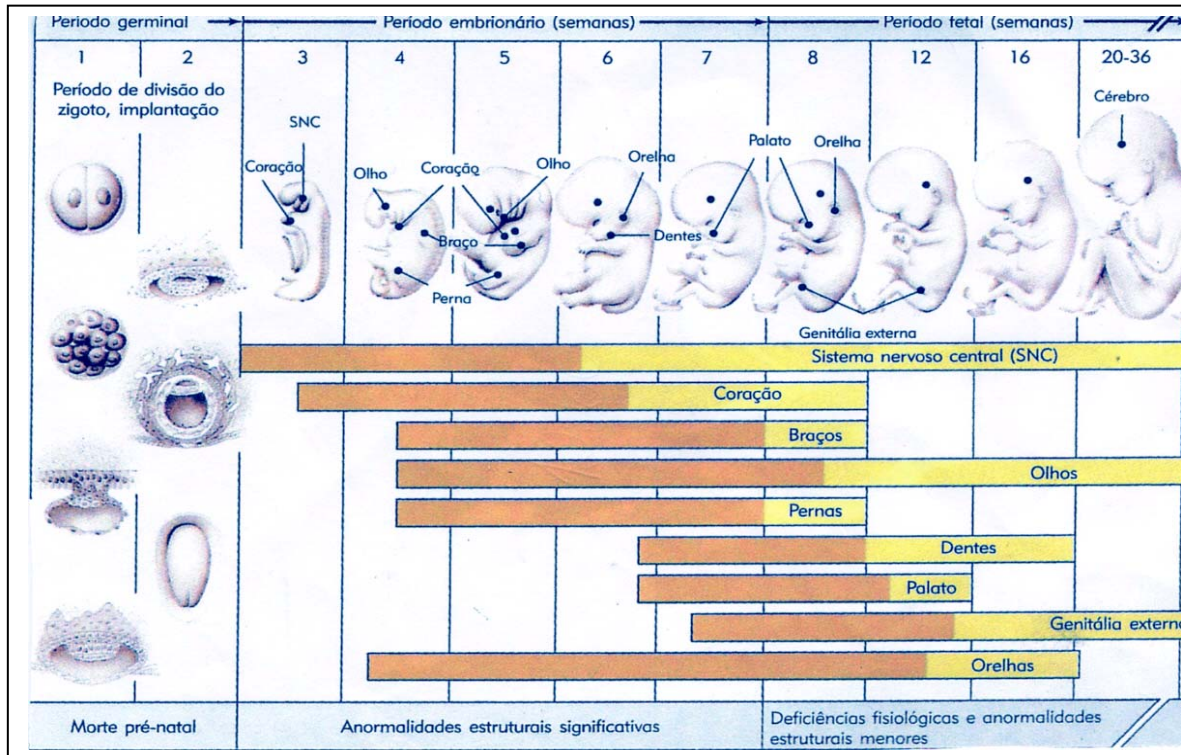 Período germinal
Período embrionário (semanas)
Período fetal (semanas)
1
2
3
4
5
6
7
8
12
16
20-36
Período de divisão do
zigoto, implantação
SNC
Coração
Olho
Coração
Olho
Braço
Perna
Orelha
Dentes
Palato
Orelha
Genitália externa
Cérebro
Sistema nervoso central (SNC)
Coração
Braços
Olhos
Pernas
Dentes
Palato
Genitália externa
Orelhas
Morte pré-natal
Anormalidades estruturais significativas
Deficiências fisiológicas e anormalidades
estruturais menores